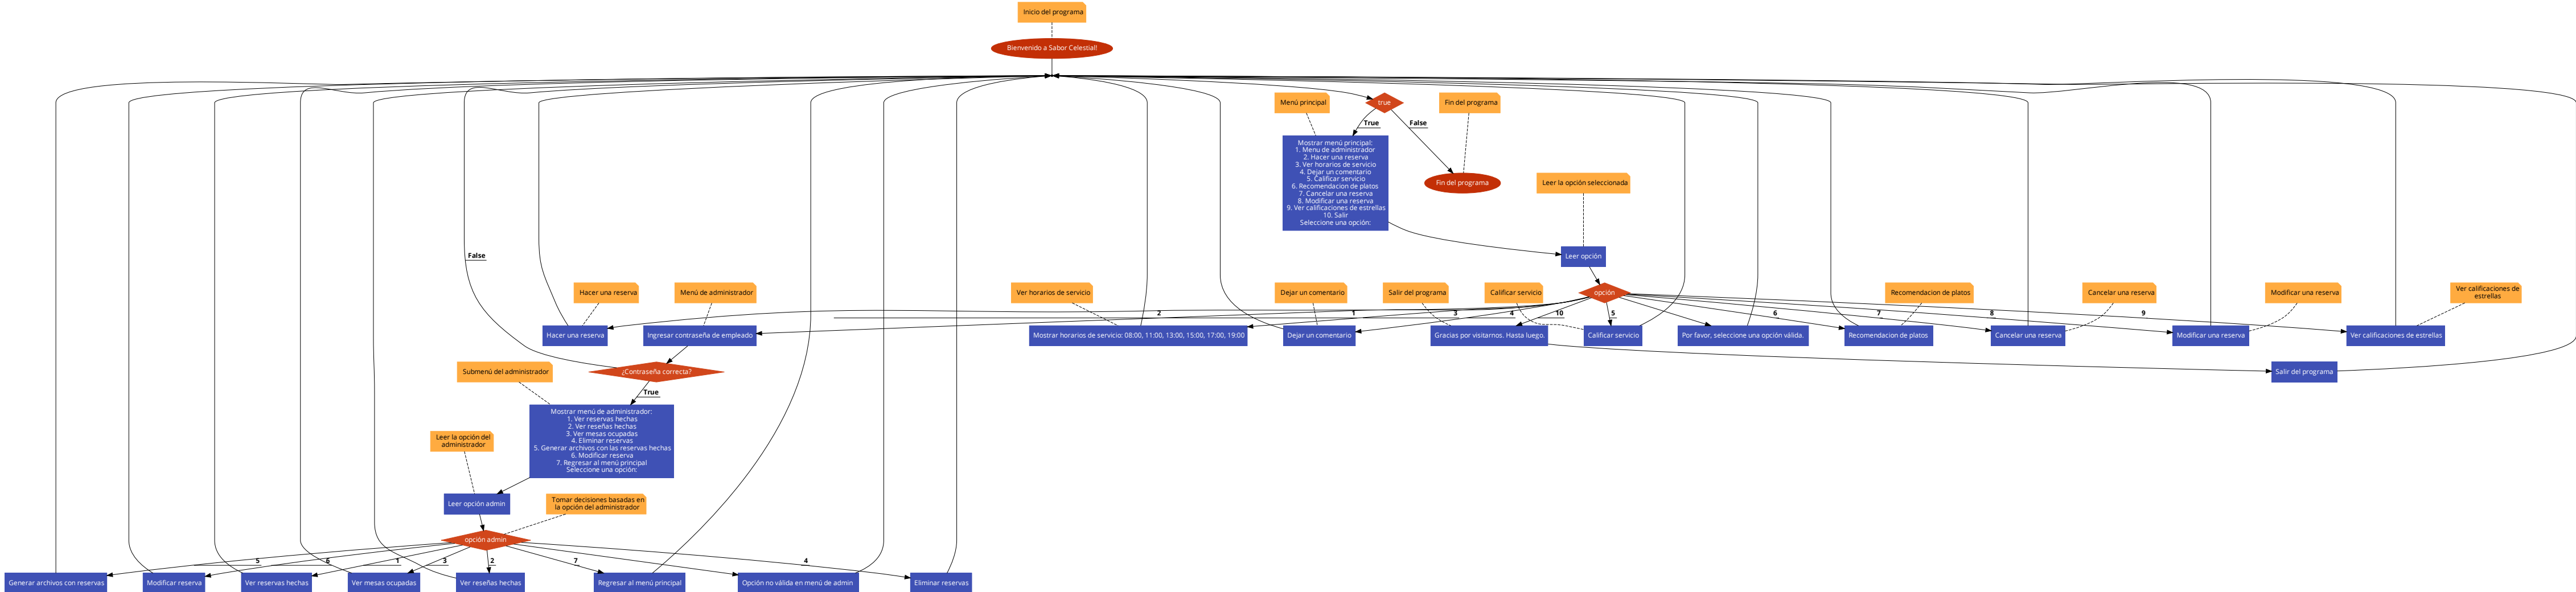 Inicio del programa
Bienvenido a Sabor Celestial!
Menú principal
true
Fin del programa
True
False
Mostrar menú principal:
1. Menu de administrador
2. Hacer una reserva
3. Ver horarios de servicio
4. Dejar un comentario
5. Calificar servicio
6. Recomendacion de platos
7. Cancelar una reserva
8. Modificar una reserva
9. Ver calificaciones de estrellas
10. Salir
Seleccione una opción:
Fin del programa
Leer la opción seleccionada
Leer opción
False
Hacer una reserva
Menú de administrador
Ver horarios de servicio
Dejar un comentario
Salir del programa
Calificar servicio
opción
Recomendacion de platos
Cancelar una reserva
Modificar una reserva
Ver calificaciones de
estrellas
2
1
3
4
10
5
6
7
8
9
Hacer una reserva
Ingresar contraseña de empleado
Mostrar horarios de servicio: 08:00, 11:00, 13:00, 15:00, 17:00, 19:00
Dejar un comentario
Gracias por visitarnos. Hasta luego.
Calificar servicio
Por favor, seleccione una opción válida.
Recomendacion de platos
Cancelar una reserva
Modificar una reserva
Ver calificaciones de estrellas
Submenú del administrador
¿Contraseña correcta?
Salir del programa
True
Mostrar menú de administrador:
1. Ver reservas hechas
2. Ver reseñas hechas
3. Ver mesas ocupadas
4. Eliminar reservas
5. Generar archivos con las reservas hechas
6. Modificar reserva
7. Regresar al menú principal
Seleccione una opción:
Leer la opción del
administrador
Leer opción admin
Tomar decisiones basadas en
la opción del administrador
opción admin
5
6
1
3
2
7
4
Generar archivos con reservas
Modificar reserva
Ver reservas hechas
Ver mesas ocupadas
Ver reseñas hechas
Regresar al menú principal
Opción no válida en menú de admin
Eliminar reservas